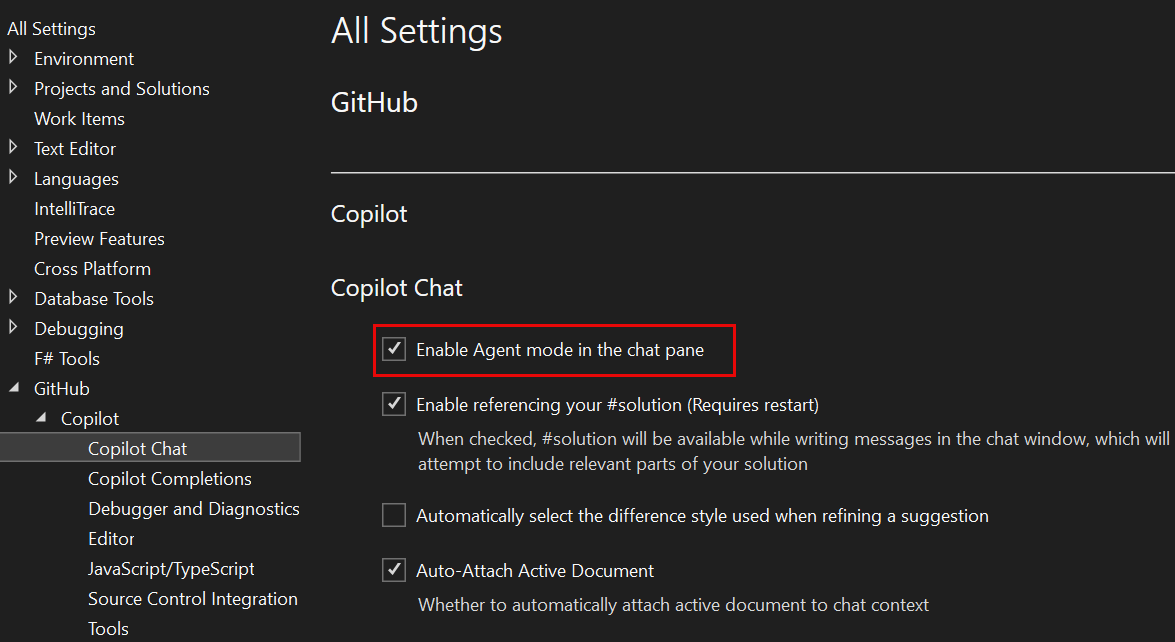 All Settings
Environment
Projects and Solutions
Work Items
Text Editor
Languages
IntelliTrace
Preview Features
Cross Platform
Database Tools
Debugging
F# Tools
GitHub
Copilot
Copilot Chat
Copilot Completions
Debugger and Diagnostics
Editor
JavaScript/TypeScript
Source Control Integration
Tools
All Settings
GitHub
Copilot
Copilot Chat
Enable Agent mode in the chat pane
Enable referencing your #solution (Requires restart)
When checked, #solution will be available while writing messages in the chat window, which will
attempt to include relevant parts of your solution
Automatically select the difference style used when refining a suggestion
Auto-Attach Active Document
Whether to automatically attach active document to chat context